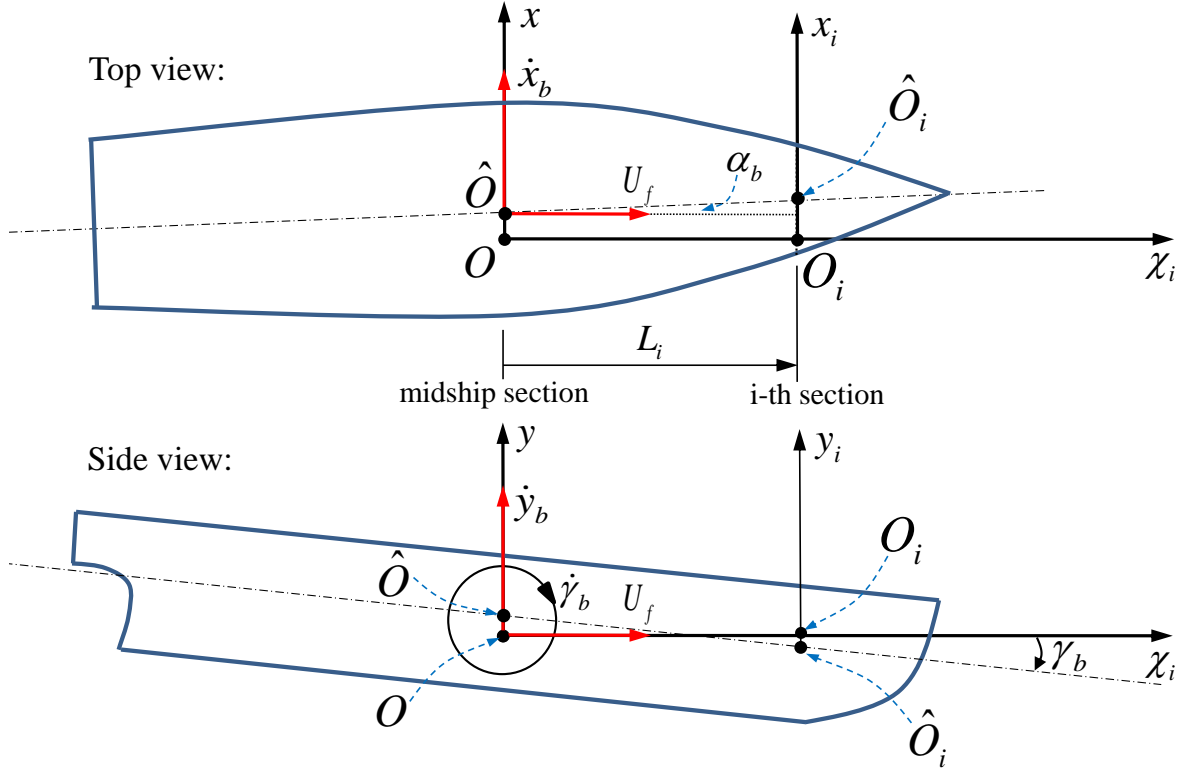 x
x_i
Top view:
ẋ_b
Ô_i
α_b
Ô
U_f
O
O_i
χ_i
L_i
midship section
i-th section
y
y_i
Side view:
ẏ_b
O_i
Ô
γ̇_b
U_f
γ_b
χ_i
O
Ô_i